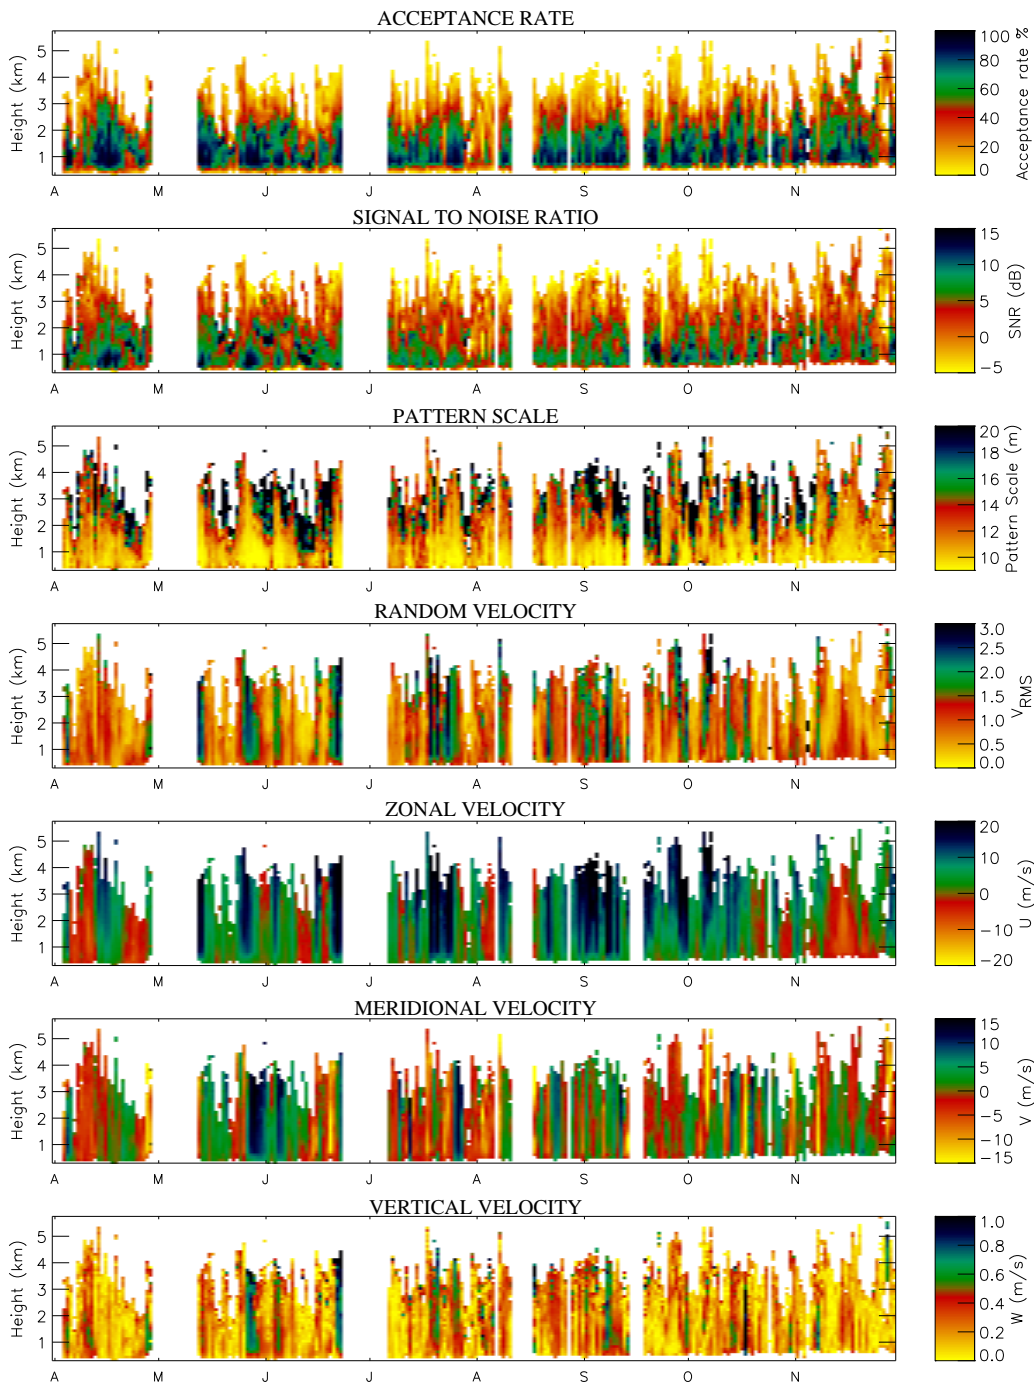 ACCEPTANCE RATE
Height (km)
5
4
3
2
1
A M J J A S O N
100
80
60
40
20
0
Acceptance rate %
SIGNAL TO NOISE RATIO
Height (km)
5
4
3
2
1
A M J J A S O N
15
10
5
0
-5
SNR (dB)
PATTERN SCALE
Height (km)
5
4
3
2
1
A M J J A S O N
20
18
16
14
12
10
Pattern Scale (m)
RANDOM VELOCITY
Height (km)
5
4
3
2
1
A M J J A S O N
3.0
2.5
2.0
1.5
1.0
0.5
0.0
VRMS
ZONAL VELOCITY
Height (km)
5
4
3
2
1
A M J J A S O N
20
10
0
-10
-20
U (m/s)
MERIDIONAL VELOCITY
Height (km)
5
4
3
2
1
A M J J A S O N
15
10
5
0
-5
-10
-15
V (m/s)
VERTICAL VELOCITY
Height (km)
5
4
3
2
1
A M J J A S O N
1.0
0.8
0.6
0.4
0.2
0.0
W (m/s)